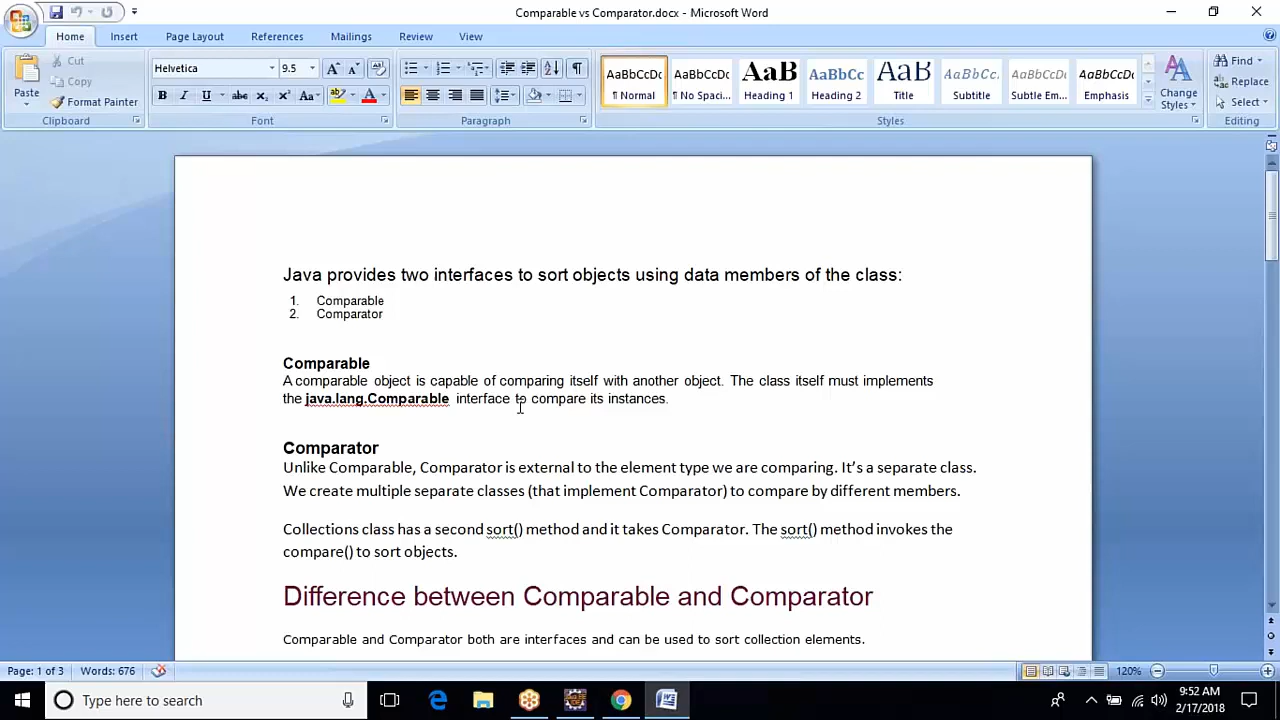 Comparable vs Comparator.docx - Microsoft Word
Home Insert Page Layout References Mailings Review View
Paste Cut Copy Format Painter
Helvetica 9.5
B I U abc x₂ x² Aa A
AaBbCcDc AaBbCcDc AaB AaBbCc AaB AaBbCc. AaBbCcDc AaBbCcDc
¶ Normal ¶ No Spaci... Heading 1 Heading 2 Title Subtitle Subtle Em... Emphasis
Change Styles
Find Replace Select
Clipboard Font Paragraph Styles Editing
Java provides two interfaces to sort objects using data members of the class:
1. Comparable
2. Comparator
Comparable
A comparable object is capable of comparing itself with another object. The class itself must implements
the java.lang.Comparable interface to compare its instances.
Comparator
Unlike Comparable, Comparator is external to the element type we are comparing. It’s a separate class.
We create multiple separate classes (that implement Comparator) to compare by different members.
Collections class has a second sort() method and it takes Comparator. The sort() method invokes the
compare() to sort objects.
Difference between Comparable and Comparator
Comparable and Comparator both are interfaces and can be used to sort collection elements.
Page: 1 of 3 Words: 676 120%
Type here to search
9:52 AM
2/17/2018